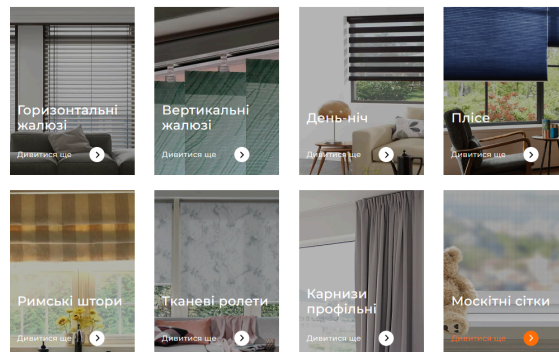 Горизонтальні
жалюзі
Дивитися ще
Вертикальні
жалюзі
Дивитися ще
День-ніч
Дивитися ще
Плісе
Дивитися ще
Римські штори
Дивитися ще
Тканеві ролети
Дивитися ще
Карнизи
профільні
Дивитися ще
Москітні сітки
Дивитися ще